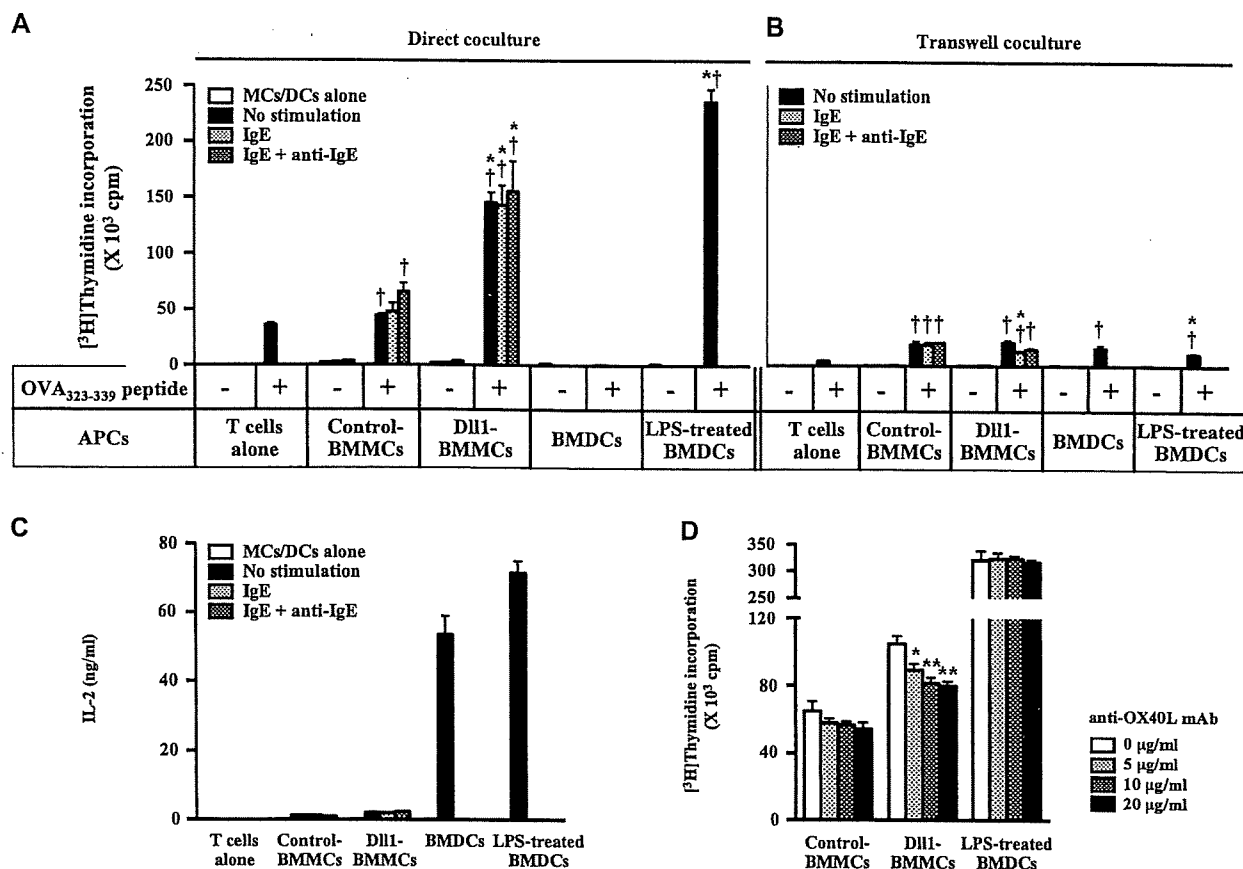 A
Direct coculture
[³H]Thymidine incorporation
(X 10³ cpm)
250
200
150
100
50
0
MCs/DCs alone
No stimulation
IgE
IgE + anti-IgE
†
†
*
†
*
†
*
†
*†
OVA₃₂₃₋₃₃₉ peptide
- + - + - + - + - +
APCs
T cells
alone
Control-
BMMCs
Dll1-
BMMCs
BMDCs
LPS-treated
BMDCs
B
Transwell coculture
No stimulation
IgE
IgE + anti-IgE
†††
†
*
††
†
*
†
- + - + - + - + - +
T cells
alone
Control-
BMMCs
Dll1-
BMMCs
BMDCs
LPS-treated
BMDCs
C
IL-2 (ng/ml)
80
60
40
20
0
MCs/DCs alone
No stimulation
IgE
IgE + anti-IgE
T cells
alone
Control-
BMMCs
Dll1-
BMMCs
BMDCs
LPS-treated
BMDCs
D
[³H]Thymidine incorporation
(X 10³ cpm)
350
300
250
120
80
40
0
*
**
**
Control-
BMMCs
Dll1-
BMMCs
LPS-treated
BMDCs
anti-OX40L mAb
0 µg/ml
5 µg/ml
10 µg/ml
20 µg/ml